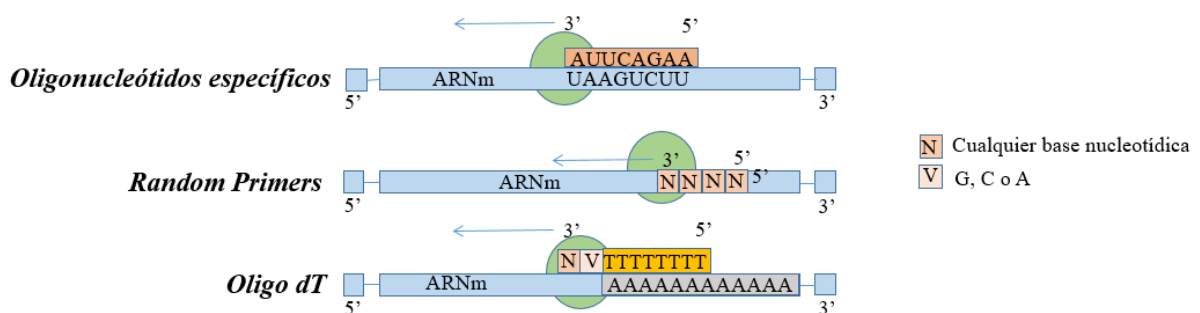 3’ 5’
AUUCAGAA
Oligonucleótidos específicos
ARNm UAAGUCUU
5’ 3’
3’ 5’
N N N N 5’
Random Primers
ARNm
5’ 3’
N Cualquier base nucleotídica
V G, C o A
3’ 5’
N V TTTTTTTT
Oligo dT
ARNm AAAAAAAAAAAA
5’ 3’